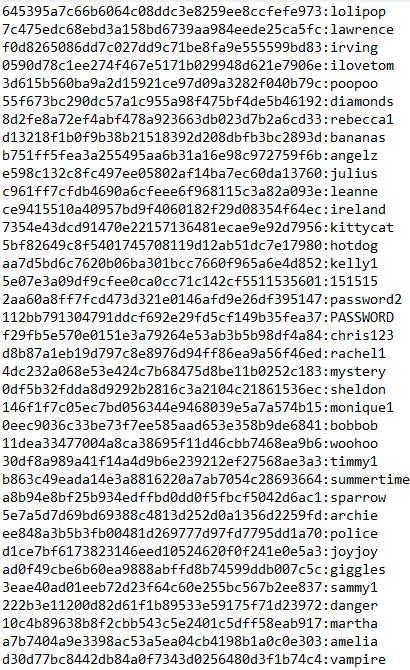 645395a7c66b6064c08ddc3e8259ee8ccfefe973:lolipop
7c475edc68ebd3a158bd6739aa984eede25ca5fc:lawrence
f0d8265086dd7c027dd9c71be8fa9e555599bd83:irving
0590d78c1ee274f467e5171b029948d621e7906e:ilovetom
3d615b560ba9a2d15921ce97d09a3282f040b79c:poopoo
55f673bc290dc57a1c955a98f475bf4de5b46192:diamonds
8d2fe8a72ef4abf478a923663db023d7b2a6cd33:rebecca1
d13218f1b0f9b38b21518392d208dbfb3bc2893d:bananas
b751ff5fea3a255495aa6b31a16e98c972759f6b:angelz
e598c132c8fc497ee05802af14ba7ec60da13760:julius
c961ff7cfdb4690a6cfeee6f968115c3a82a093e:leanne
ce9415510a40957bd9f4060182f29d08354f64ec:ireland
7354e43dcd91470e22157136481ecae9e92d7956:kittycat
5bf82649c8f5401745708119d12ab51dc7e17980:hotdog
aa7d5bd6c7620b06ba301bcc7660f965a6e4d852:kelly1
5e07e3a09df9cfee0ca0cc71c142cf5511535601:151515
2aa60a8ff7fcd473d321e0146afd9e26df395147:password2
112bb791304791ddcf692e29fd5cf149b35fea37:PASSWORD
f29fb5e570e0151e3a79264e53ab3b5b98df4a84:chris123
d8b87a1eb19d797c8e8976d94ff86ea9a56f46ed:rachel1
4dc232a068e53e424c7b68475d8be11b0252c183:mystery
0df5b32fdda8d9292b2816c3a2104c21861536ec:sheldon
146f1f7c05ec7bd056344e9468039e5a7a574b15:monique1
0eec9036c33be73f7ee585aad653e358b9de6841:bobbob
11dea33477004a8ca38695f11d46cbb7468ea9b6:woohoo
30df8a989a41f14a4d9b6e239212ef27568ae3a3:timmy1
b863c49eada14e3a8816220a7ab7054c28693664:summertime
a8b94e8bf25b934edffbd0dd0f5fbcf5042d6ac1:sparrow
5e7a5d7d69bd69388c4813d252d0a1356d2259fd:archie
ee848a3b5b3fb00481d269777d97fd7795dd1a70:police
d1ce7bf6173823146eed10524620f0f241e0e5a3:joyjoy
ad0f49cbe6b60ea9888abffd8b74599ddb007c5c:giggles
3eae40ad01eeb72d23f64c60e255bc567b2ee837:sammy1
222b3e11200d82d61f1b89533e59175f71d23972:danger
10c4b89638b8f2cbb543c5e2401c5dff58eab917:martha
a7b7404a9e3398ac53a5ea04cb4198b1a0c0e303:amelia
d30d77bc8442db84a0f7343d0256480d3f1b74c4:vampire